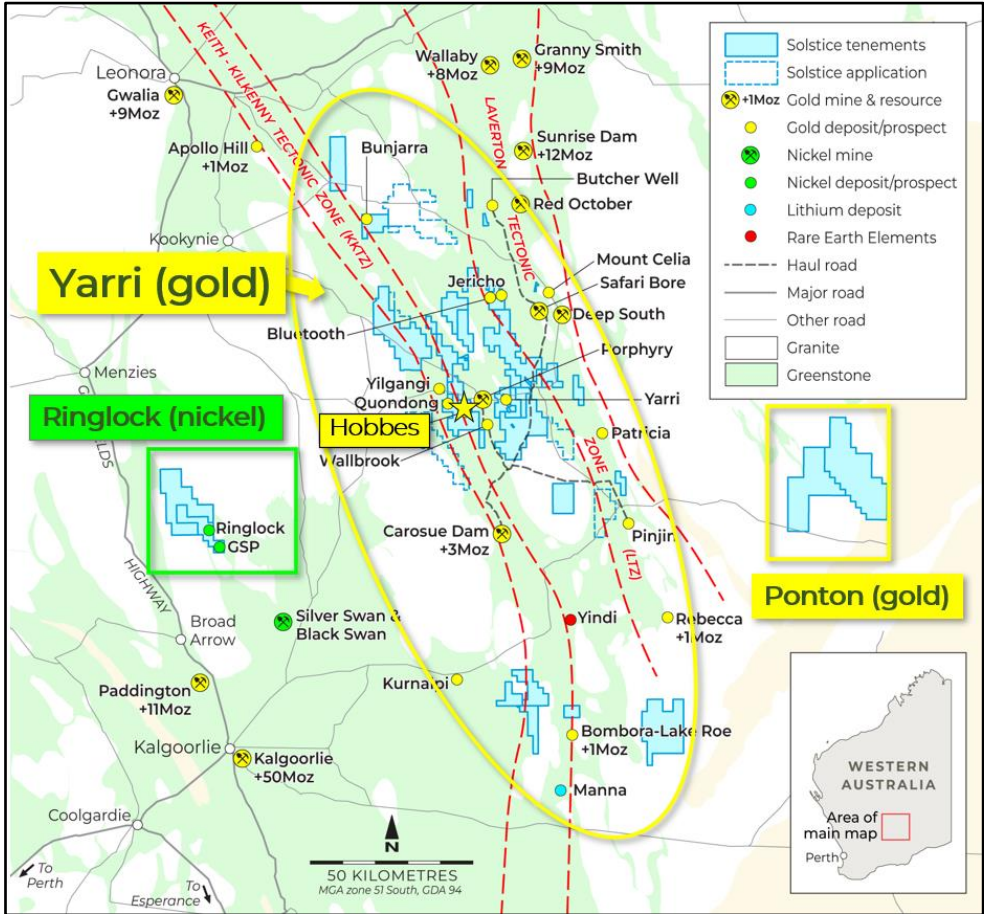 Leonora
Gwalia
+9Moz
Apollo Hill
+1Moz
Kookynie
KEITH - KILKENNY TECTONIC ZONE (KKTZ)
Wallaby
+8Moz
Granny Smith
+9Moz
LAVERTON
TECTONIC
ZONE
(LTZ)
Sunrise Dam
+12Moz
Bunjarra
Butcher Well
Red October
Mount Celia
Safari Bore
Jericho
Deep South
Bluetooth
Porphyry
Yarri (gold)
Menzies
Yilgangi
Quondong
Yarri
Hobbes
Wallbrook
Patricia
Ringlock (nickel)
Ringlock
GSP
GOLDFIELDS
HIGHWAY
Carosue Dam
+3Moz
Pinjin
Ponton (gold)
Broad
Arrow
Silver Swan &
Black Swan
Yindi
Rebecca
+1Moz
Paddington
+11Moz
Kurnalpi
Kalgoorlie
Kalgoorlie
+50Moz
Bombora-Lake Roe
+1Moz
Manna
Coolgardie
To
Perth
To
Esperance
N
50 KILOMETRES
MGA zone 51 South, GDA 94
Solstice tenements
Solstice application
+1Moz Gold mine & resource
Gold deposit/prospect
Nickel mine
Nickel deposit/prospect
Lithium deposit
Rare Earth Elements
Haul road
Major road
Other road
Granite
Greenstone
WESTERN
AUSTRALIA
Area of
main map
Perth